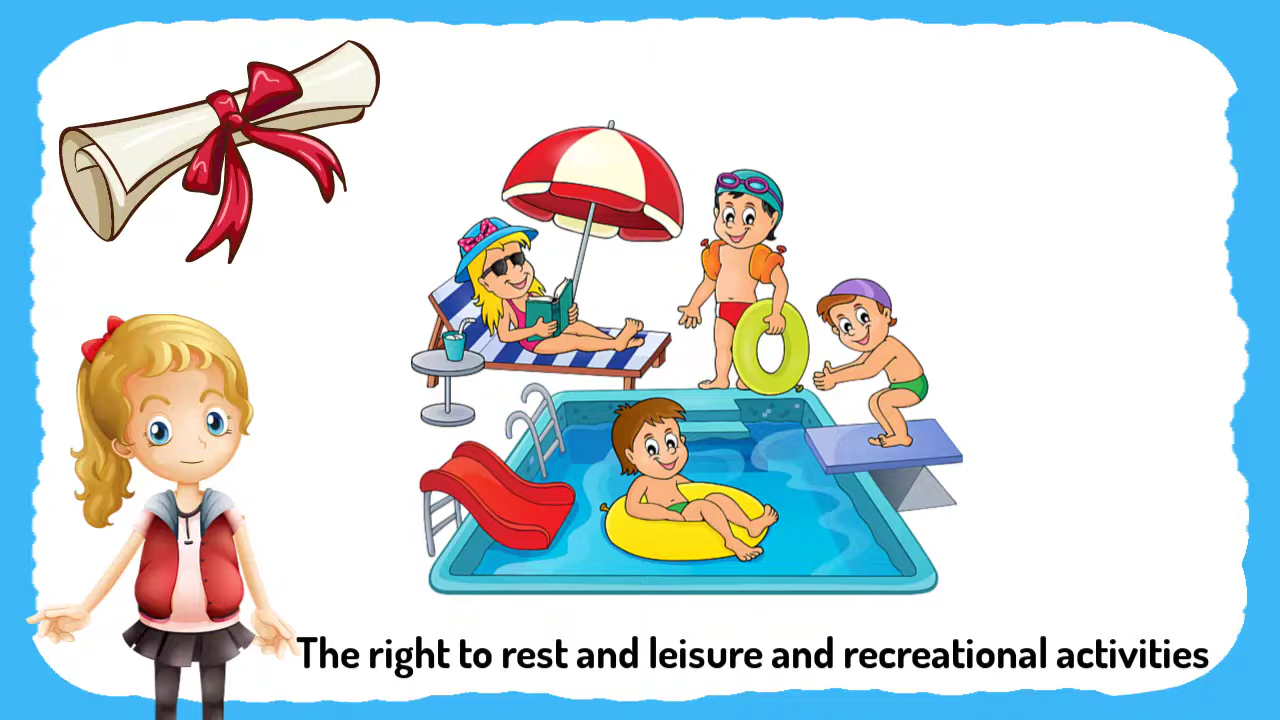 The right to rest and leisure and recreational activities